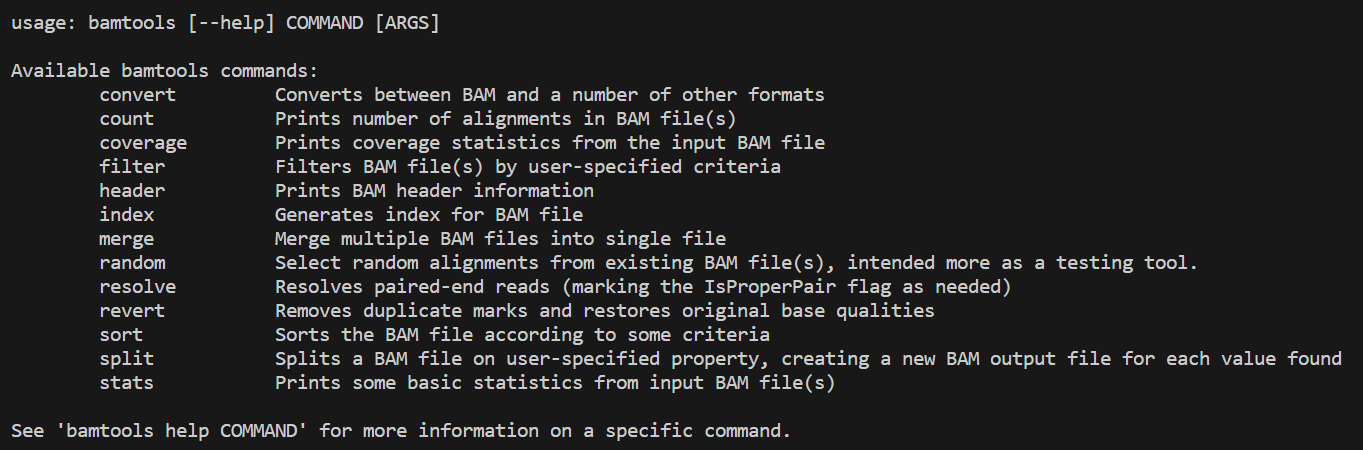 usage: bamtools [--help] COMMAND [ARGS]

Available bamtools commands:
        convert         Converts between BAM and a number of other formats
        count           Prints number of alignments in BAM file(s)
        coverage        Prints coverage statistics from the input BAM file
        filter          Filters BAM file(s) by user-specified criteria
        header          Prints BAM header information
        index           Generates index for BAM file
        merge           Merge multiple BAM files into single file
        random          Select random alignments from existing BAM file(s), intended more as a testing tool.
        resolve         Resolves paired-end reads (marking the IsProperPair flag as needed)
        revert          Removes duplicate marks and restores original base qualities
        sort            Sorts the BAM file according to some criteria
        split           Splits a BAM file on user-specified property, creating a new BAM output file for each value found
        stats           Prints some basic statistics from input BAM file(s)

See 'bamtools help COMMAND' for more information on a specific command.